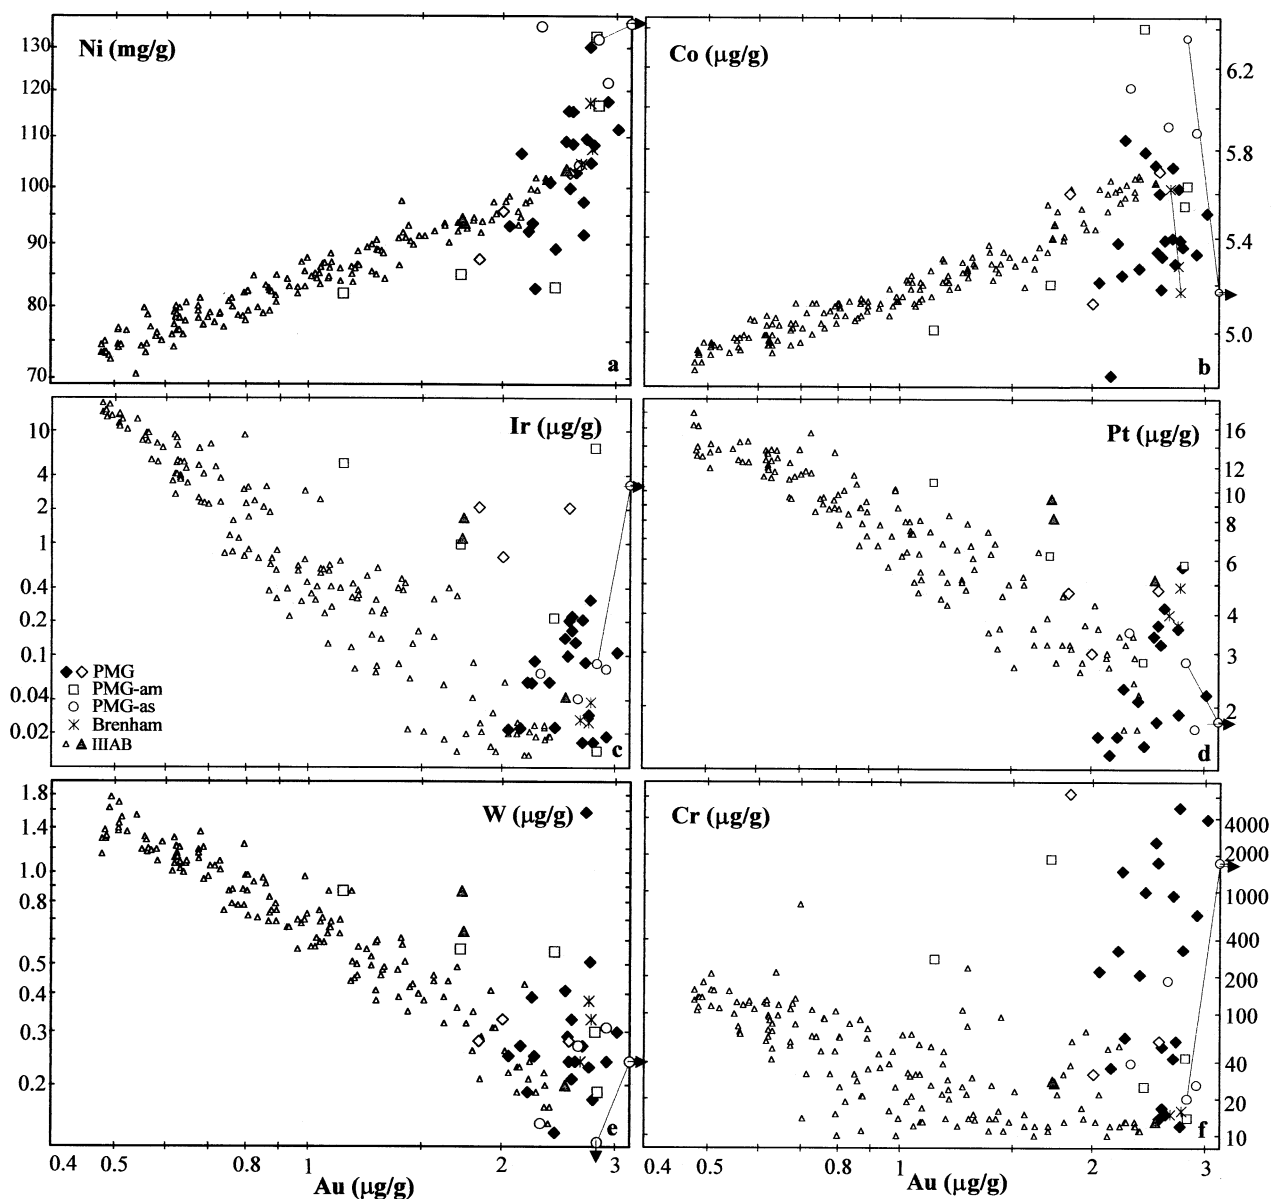 Ni (mg/g)
130
120
110
100
90
80
70
a
Co (μg/g)
6.2
5.8
5.4
5.0
b
Ir (μg/g)
10
4
2
1
0.4
0.2
0.1
0.04
0.02
PMG
PMG-am
PMG-as
Brenham
IIIAB
c
Pt (μg/g)
16
12
10
8
6
4
3
2
d
W (μg/g)
1.8
1.4
1.0
0.8
0.5
0.4
0.3
0.2
e
Cr (μg/g)
4000
2000
1000
400
200
100
40
20
10
f
0.4 0.5 0.8 1 2 3
Au (μg/g)
0.4 0.5 0.8 1 2 3
Au (μg/g)